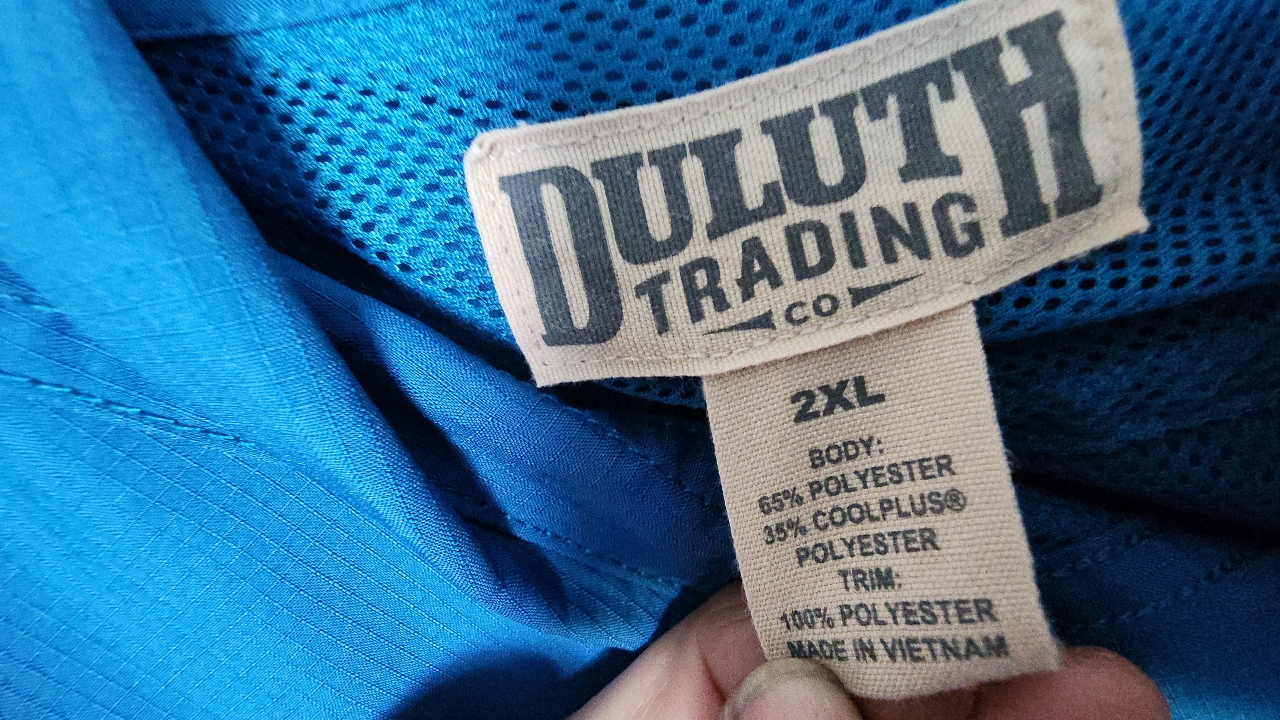 DULUTH
TRADING
CO
2XL
BODY:
65% POLYESTER
35% COOLPLUS®
POLYESTER
TRIM:
100% POLYESTER
MADE IN VIETNAM